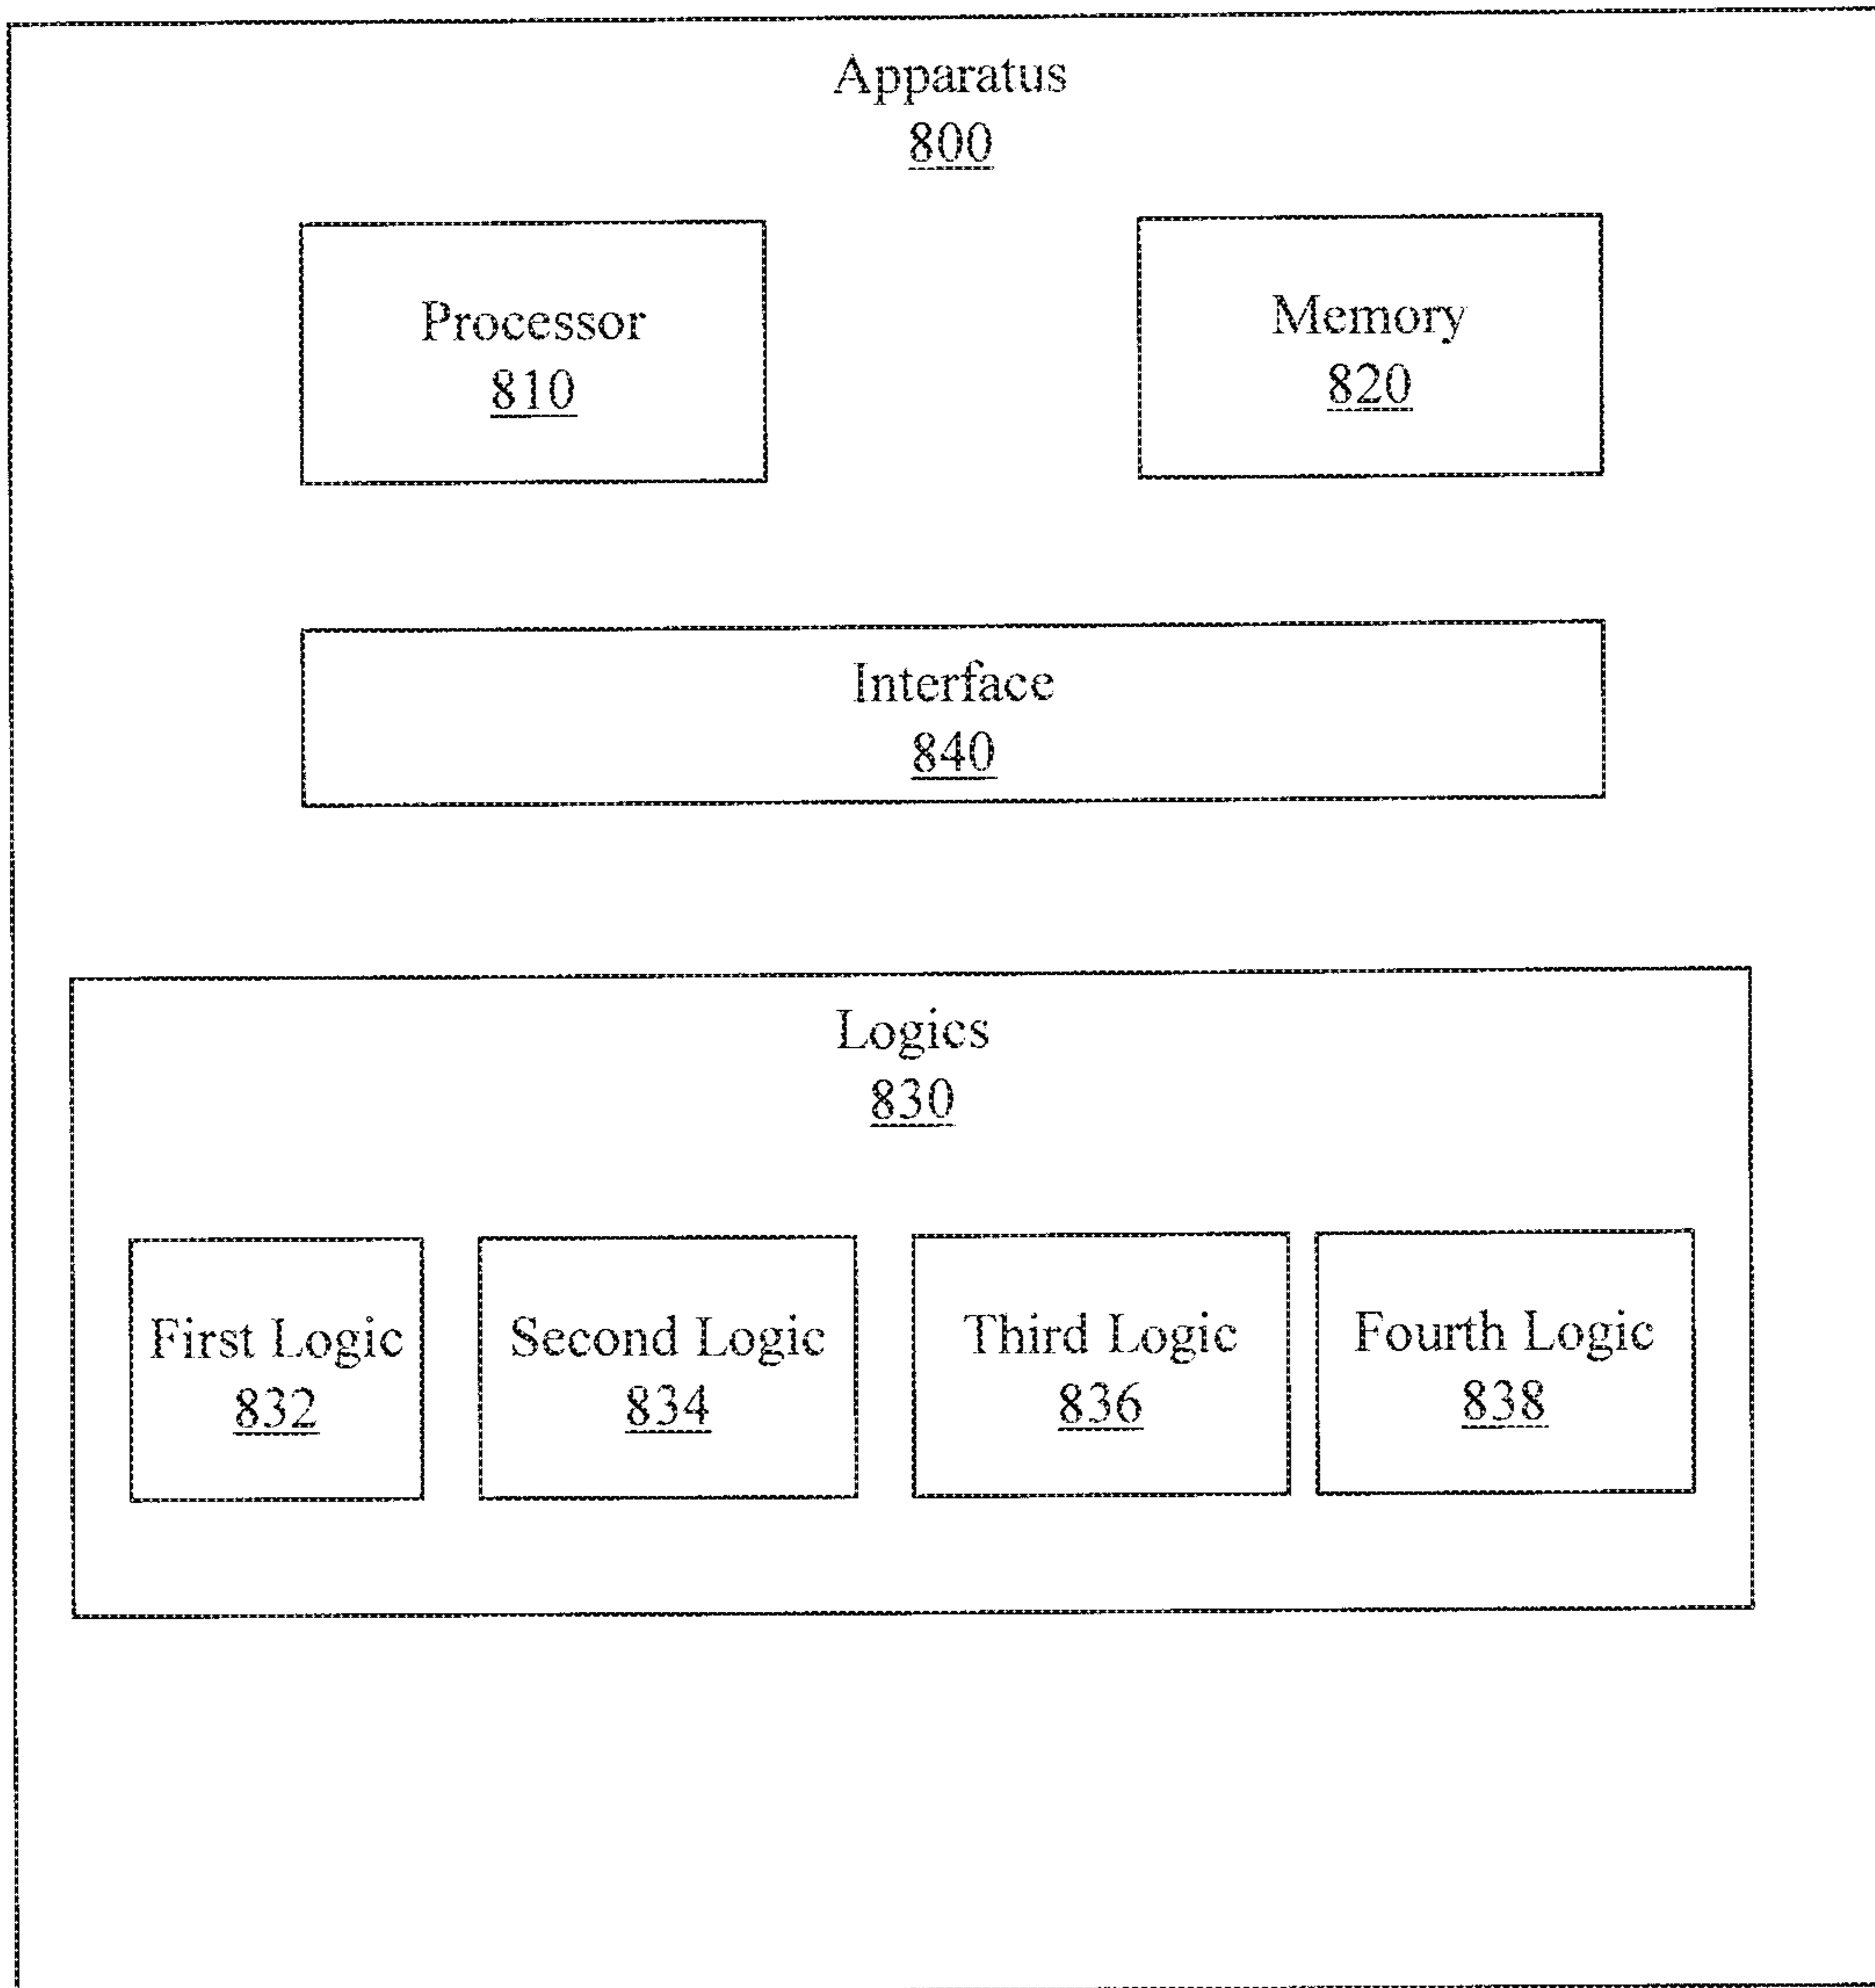 Apparatus
800
Processor
810
Memory
820
Interface
840
Logics
830
First Logic
832
Second Logic
834
Third Logic
836
Fourth Logic
838